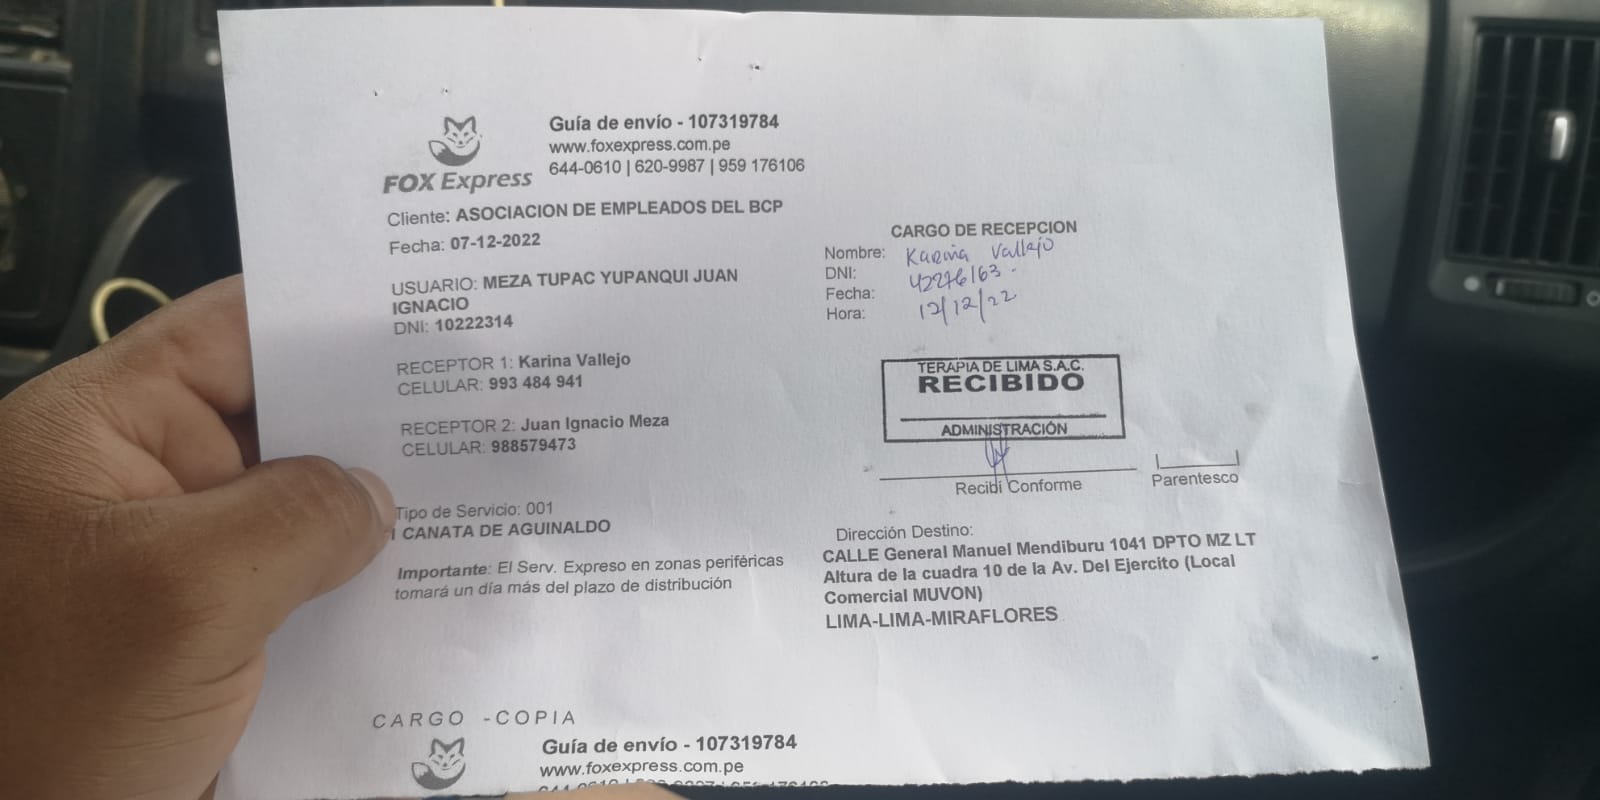 Guía de envío - 107319784
www.foxexpress.com.pe
644-0610 | 620-9987 | 959 176106
FOX Express
Cliente: ASOCIACION DE EMPLEADOS DEL BCP
Fecha: 07-12-2022
USUARIO: MEZA TUPAC YUPANQUI JUAN
IGNACIO
DNI: 10222314
RECEPTOR 1: Karina Vallejo
CELULAR: 993 484 941
RECEPTOR 2: Juan Ignacio Meza
CELULAR: 988579473
Tipo de Servicio: 001
CANATA DE AGUINALDO
Importante: El Serv. Expreso en zonas periféricas
tomará un día más del plazo de distribución
CARGO DE RECEPCION
Nombre: Karina Vallejo
DNI: 42276163
Fecha: 12/12/22
Hora:
TERAPIA DE LIMA S.A.C.
RECIBIDO
ADMINISTRACIÓN
Recibí Conforme
Parentesco
Dirección Destino:
CALLE General Manuel Mendiburu 1041 DPTO MZ LT
Altura de la cuadra 10 de la Av. Del Ejercito (Local
Comercial MUVON)
LIMA-LIMA-MIRAFLORES
CARGO -COPIA
Guía de envío - 107319784
www.foxexpress.com.pe